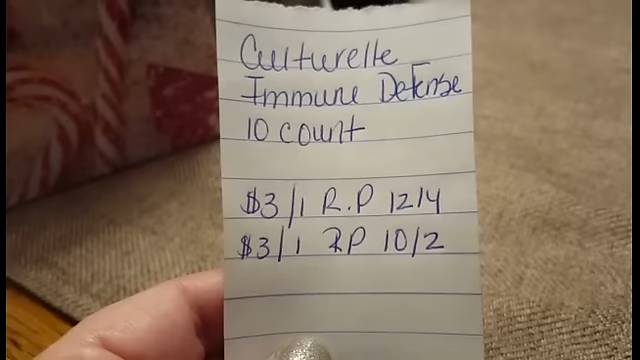 Culturelle
Immune Defense
10 count
$3/1 R.P 12/4
$3/1 RP 10/2